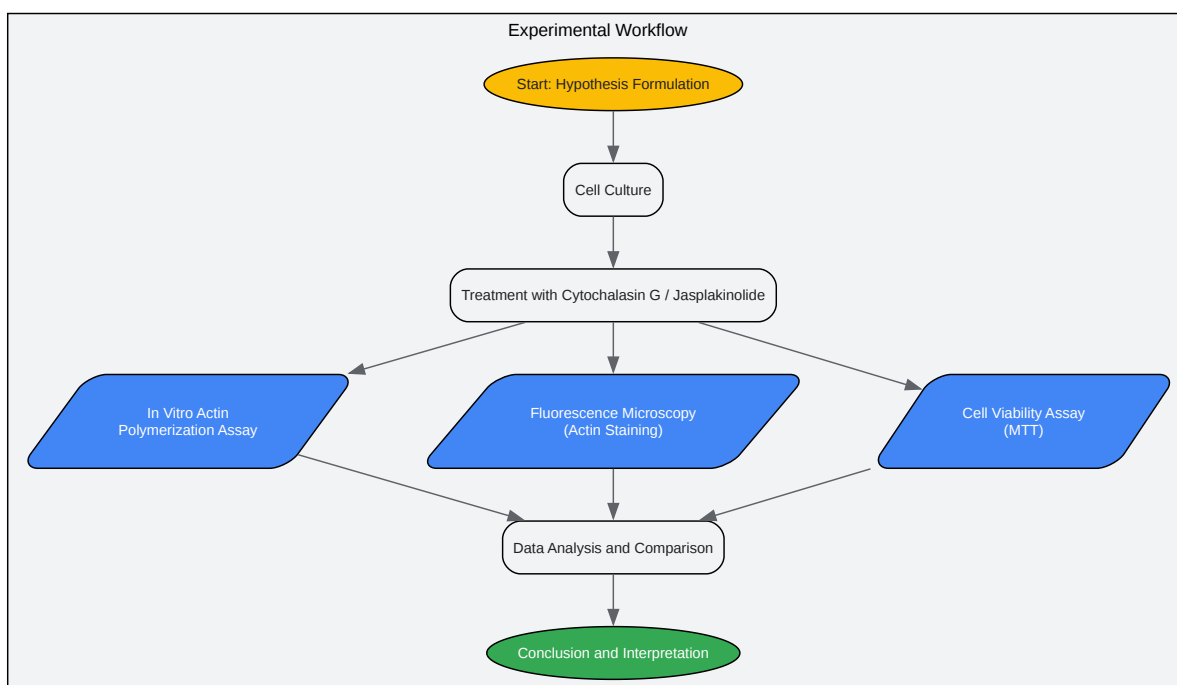 Experimental Workflow
Start: Hypothesis Formulation
Cell Culture
Treatment with Cytochalasin G / Jasplakinolide
In Vitro Actin
Polymerization Assay
Fluorescence Microscopy
(Actin Staining)
Cell Viability Assay
(MTT)
Data Analysis and Comparison
Conclusion and Interpretation